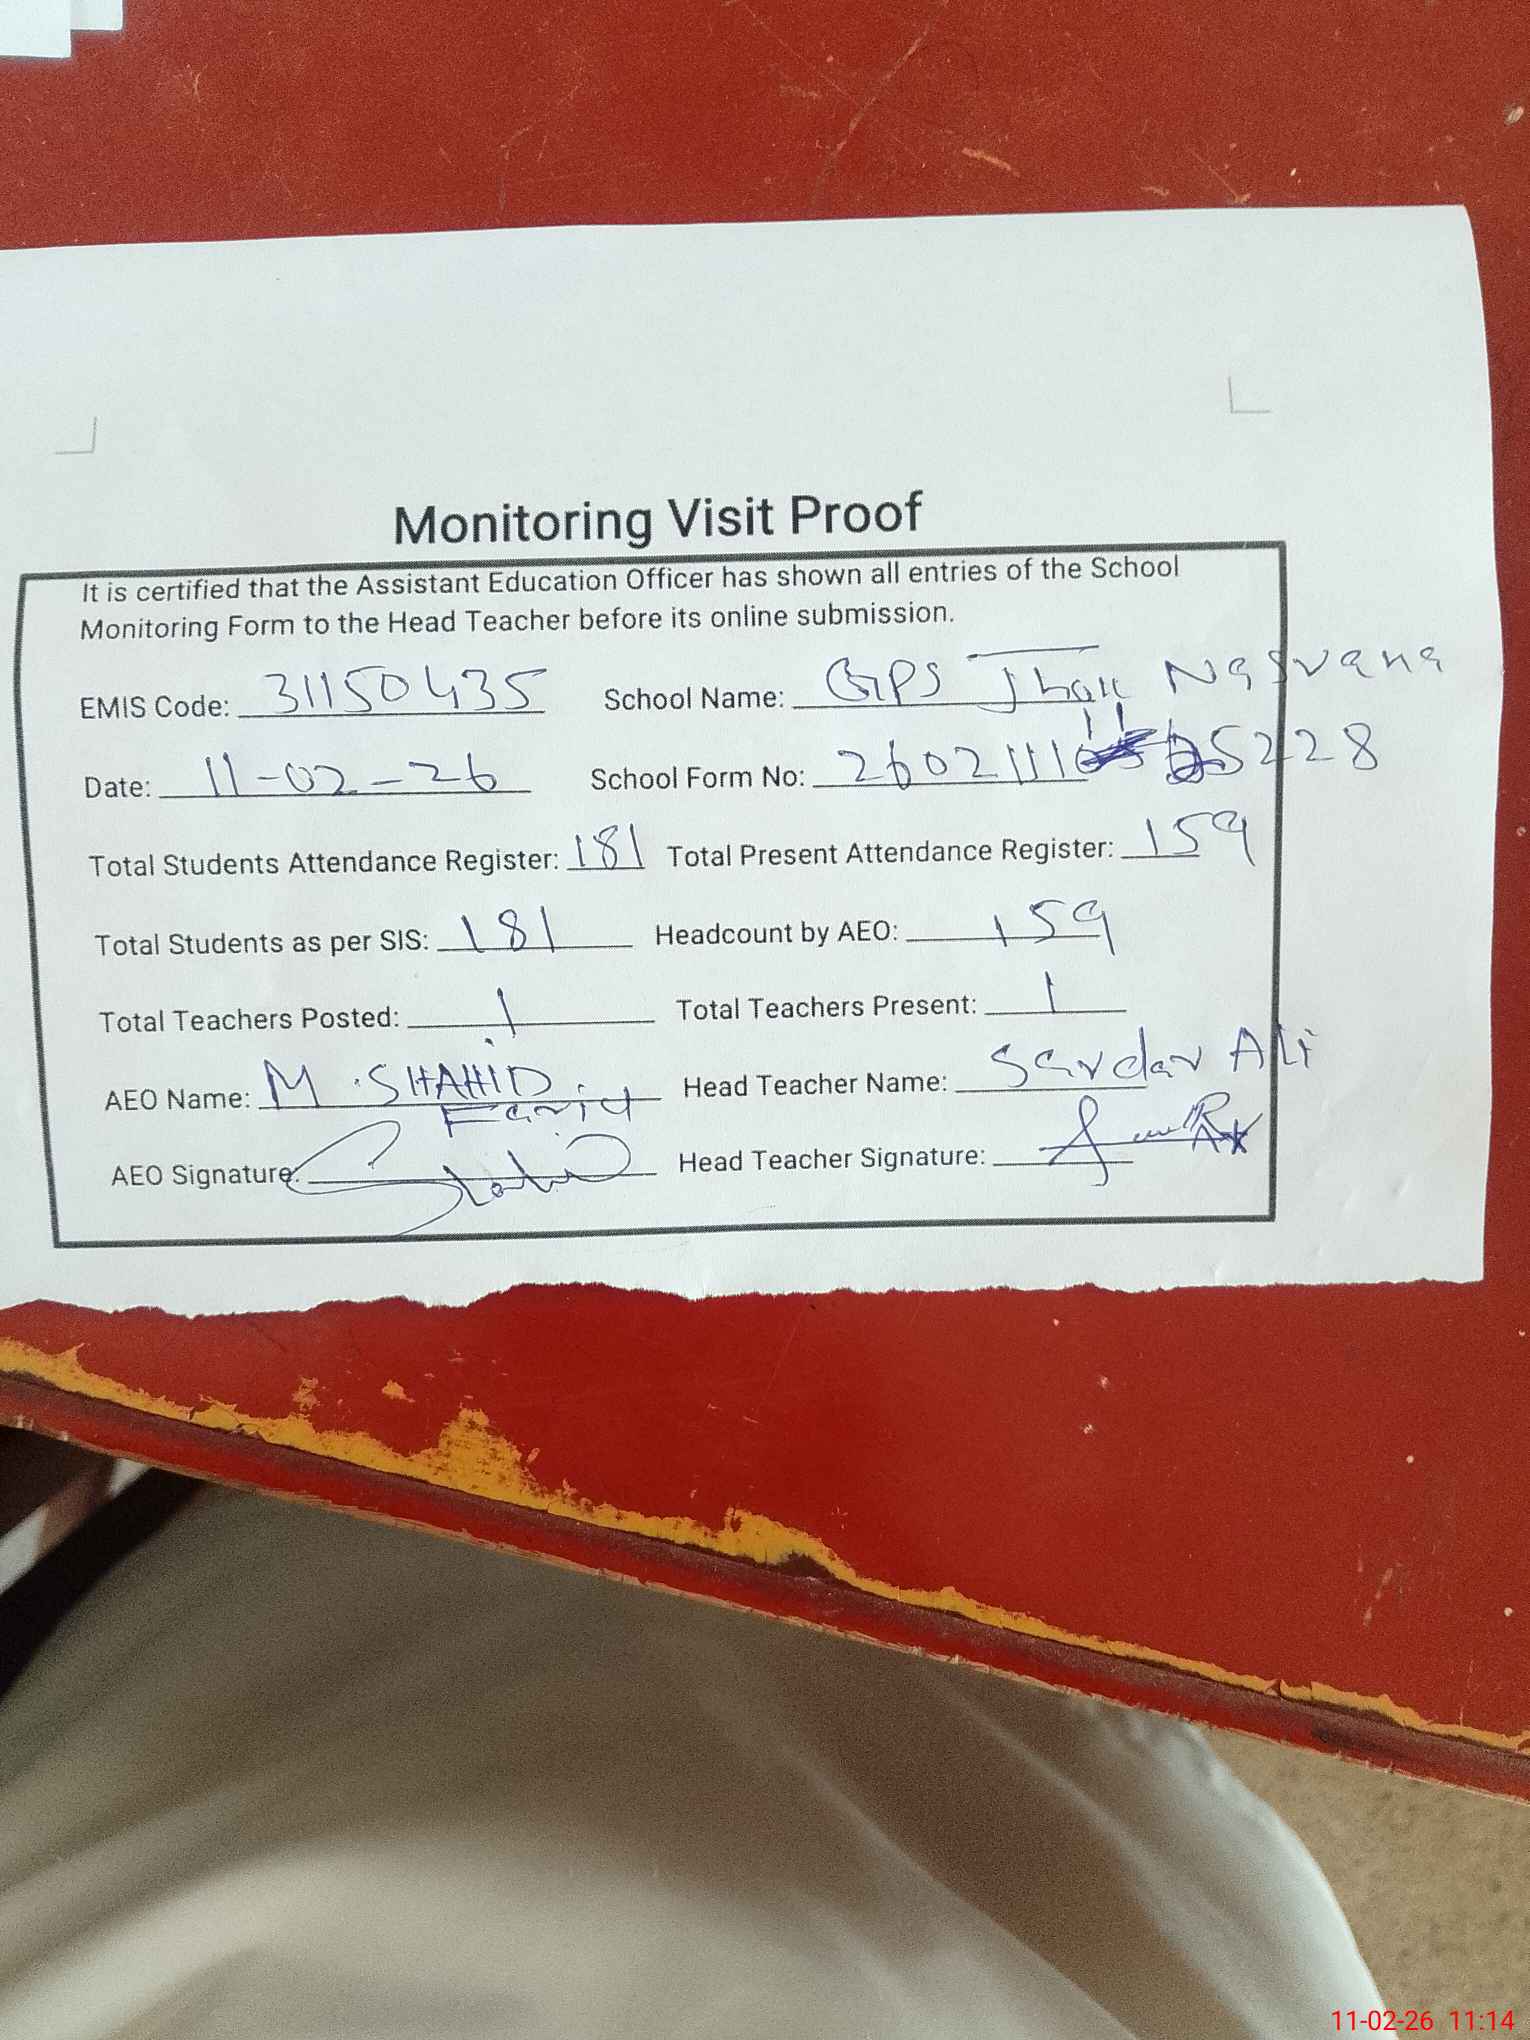 Monitoring Visit Proof
It is certified that the Assistant Education Officer has shown all entries of the School
Monitoring Form to the Head Teacher before its online submission.
EMIS Code: 31150435 School Name: GPS Nasvana
Date: 11-02-26 School Form No:
Total Students Attendance Register: 181 Total Present Attendance Register: 159
Total Students as per SIS: 181 Headcount by AEO: 159
Total Teachers Posted: 1 Total Teachers Present: 1
AEO Name: M. SHAHID Farid Head Teacher Name: Sardar Ali
AEO Signature: Head Teacher Signature:
11-02-26 11:14